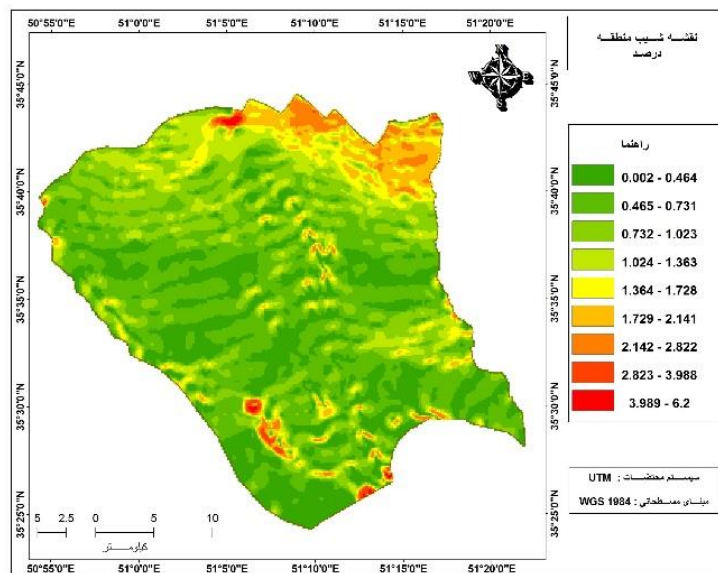 50°55'0"E 51°0'0"E 51°5'0"E 51°10'0"E 51°15'0"E 51°20'0"E
نقشه شیب منطقه
درصد
35°45'0"N
35°40'0"N
35°35'0"N
35°30'0"N
35°25'0"N
35°45'0"N
35°40'0"N
35°35'0"N
35°30'0"N
35°25'0"N
راهنما
0.002 - 0.464
0.465 - 0.731
0.732 - 1.023
1.024 - 1.363
1.364 - 1.728
1.729 - 2.141
2.142 - 2.822
2.823 - 3.988
3.989 - 6.2
سیستم مختصات : UTM
مبنای مسطحاتی : WGS 1984
5 2.5 0 5 10
کیلومتر
50°55'0"E 51°0'0"E 51°5'0"E 51°10'0"E 51°15'0"E 51°20'0"E